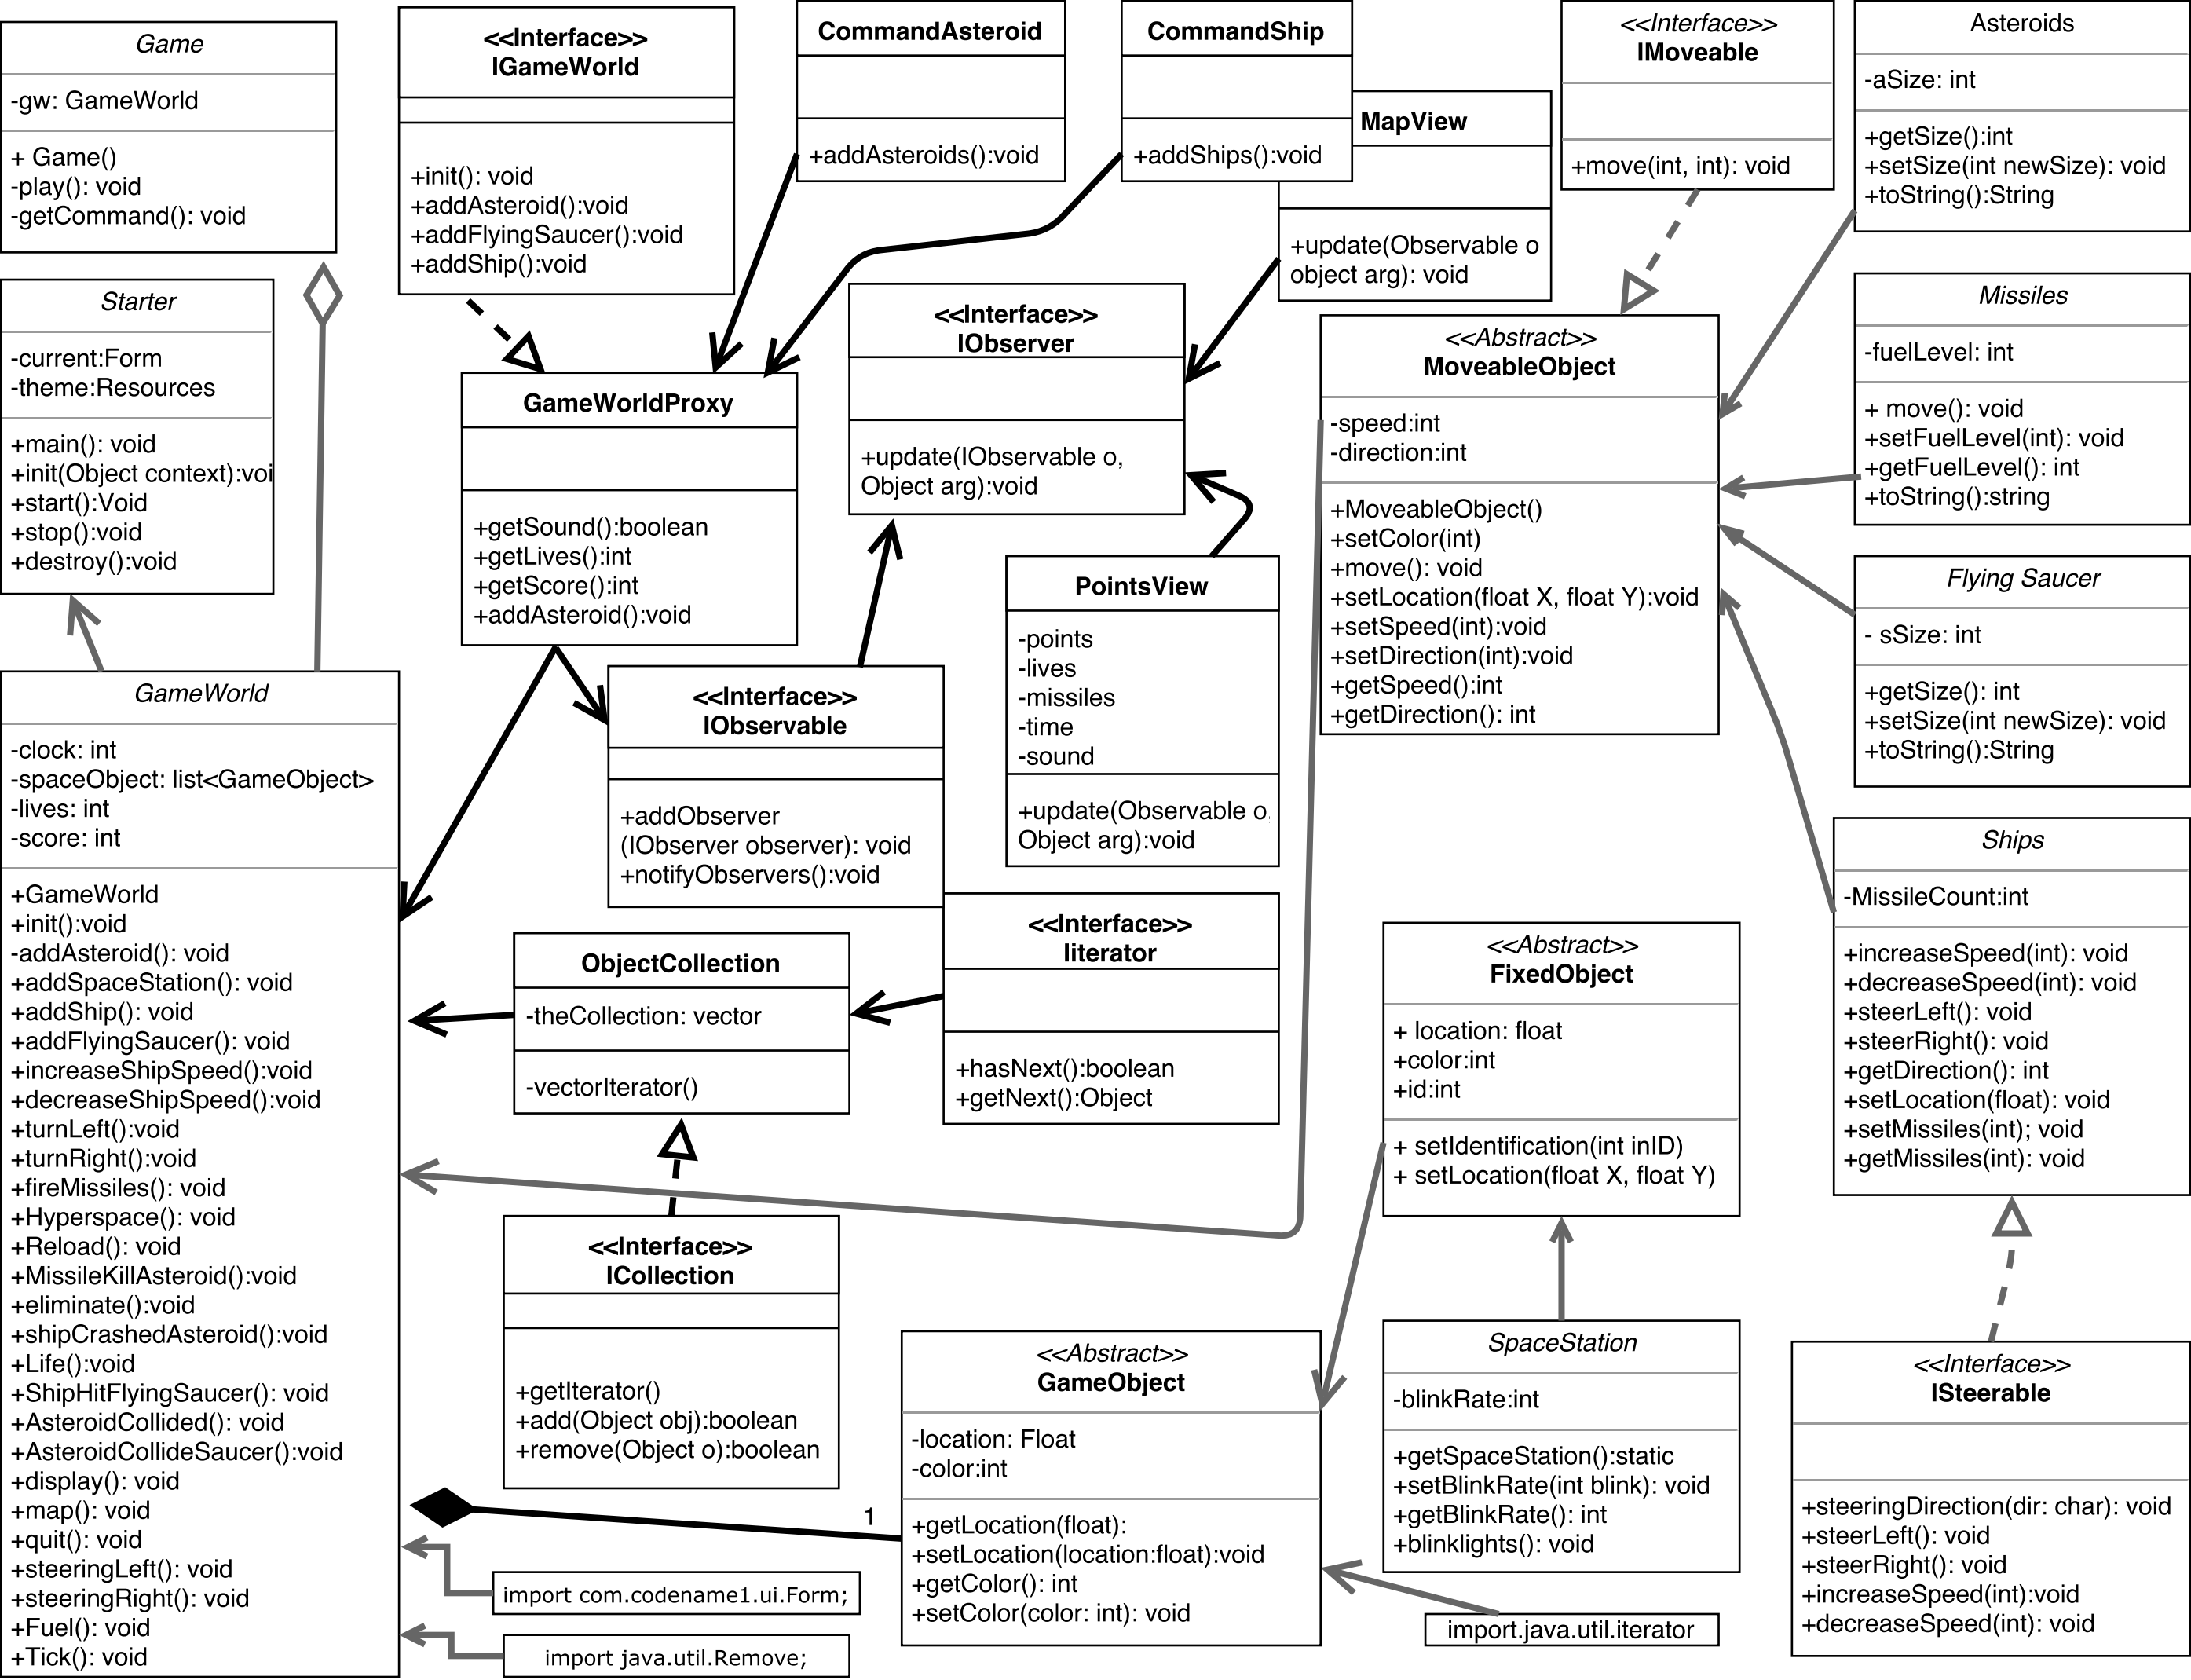 Game
-gw: GameWorld
+ Game()
-play(): void
-getCommand(): void
<<Interface>>
IGameWorld
+init(): void
+addAsteroid():void
+addFlyingSaucer():void
+addShip():void
CommandAsteroid
+addAsteroids():void
CommandShip
+addShips():void
MapView
+update(Observable o,
object arg): void
<<Interface>>
IMoveable
+move(int, int): void
Asteroids
-aSize: int
+getSize():int
+setSize(int newSize): void
+toString():String
Starter
-current:Form
-theme:Resources
+main(): void
+init(Object context):voi
+start():Void
+stop():void
+destroy():void
GameWorldProxy
+getSound():boolean
+getLives():int
+getScore():int
+addAsteroid():void
<<Interface>>
IObserver
+update(IObservable o,
Object arg):void
<<Abstract>>
MoveableObject
-speed:int
-direction:int
+MoveableObject()
+setColor(int)
+move(): void
+setLocation(float X, float Y):void
+setSpeed(int):void
+setDirection(int):void
+getSpeed():int
+getDirection(): int
Missiles
-fuelLevel: int
+ move(): void
+setFuelLevel(int): void
+getFuelLevel(): int
+toString():string
PointsView
-points
-lives
-missiles
-time
-sound
+update(Observable o,
Object arg):void
Flying Saucer
- sSize: int
+getSize(): int
+setSize(int newSize): void
+toString():String
GameWorld
-clock: int
-spaceObject: list<GameObject>
-lives: int
-score: int
+GameWorld
+init():void
-addAsteroid(): void
+addSpaceStation(): void
+addShip(): void
+addFlyingSaucer(): void
+increaseShipSpeed():void
+decreaseShipSpeed():void
+turnLeft():void
+turnRight():void
+fireMissiles(): void
+Hyperspace(): void
+Reload(): void
+MissileKillAsteroid():void
+eliminate():void
+shipCrashedAsteroid():void
+Life():void
+ShipHitFlyingSaucer(): void
+AsteroidCollided(): void
+AsteroidCollideSaucer():void
+display(): void
+map(): void
+quit(): void
+steeringLeft(): void
+steeringRight(): void
+Fuel(): void
+Tick(): void
<<Interface>>
IObservable
+addObserver
(IObserver observer): void
+notifyObservers():void
ObjectCollection
-theCollection: vector
-vectorIterator()
<<Interface>>
Iiterator
+hasNext():boolean
+getNext():Object
<<Abstract>>
FixedObject
+ location: float
+color:int
+id:int
+ setIdentification(int inID)
+ setLocation(float X, float Y)
Ships
-MissileCount:int
+increaseSpeed(int): void
+decreaseSpeed(int): void
+steerLeft(): void
+steerRight(): void
+getDirection(): int
+setLocation(float): void
+setMissiles(int); void
+getMissiles(int): void
<<Interface>>
ICollection
+getIterator()
+add(Object obj):boolean
+remove(Object o):boolean
1
<<Abstract>>
GameObject
-location: Float
-color:int
+getLocation(float):
+setLocation(location:float):void
+getColor(): int
+setColor(color: int): void
SpaceStation
-blinkRate:int
+getSpaceStation():static
+setBlinkRate(int blink): void
+getBlinkRate(): int
+blinklights(): void
<<Interface>>
ISteerable
+steeringDirection(dir: char): void
+steerLeft(): void
+steerRight(): void
+increaseSpeed(int):void
+decreaseSpeed(int): void
import com.codename1.ui.Form;
import java.util.Remove;
import.java.util.iterator